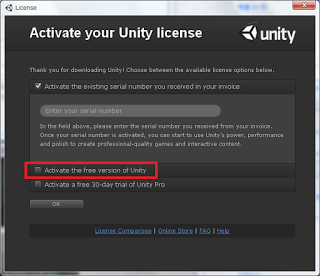 License
Activate your Unity license
unity
Thank you for downloading Unity! Choose between the available license options below.
Activate the existing serial number you received in your invoice
Enter your serial number
In the field above, please enter the serial number you received from your invoice.
Once your serial number is activated, you can start to use Unity's power, performance
and polish to create professional-quality games and interactive content.
Activate the free version of Unity
Activate a free 30-day trial of Unity Pro
OK
License Comparison | Online Store | FAQ | Help